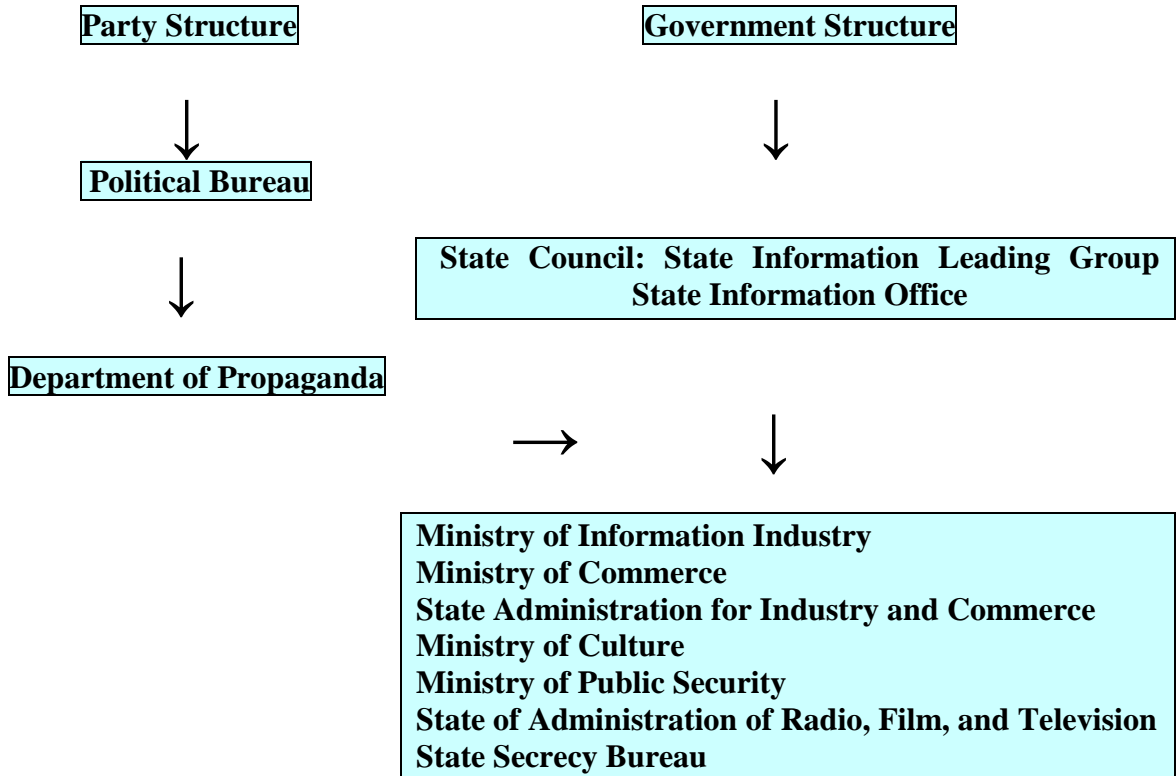 Party Structure
Government Structure
Political Bureau
State Council: State Information Leading Group
State Information Office
Department of Propaganda
Ministry of Information Industry
Ministry of Commerce
State Administration for Industry and Commerce
Ministry of Culture
Ministry of Public Security
State of Administration of Radio, Film, and Television
State Secrecy Bureau